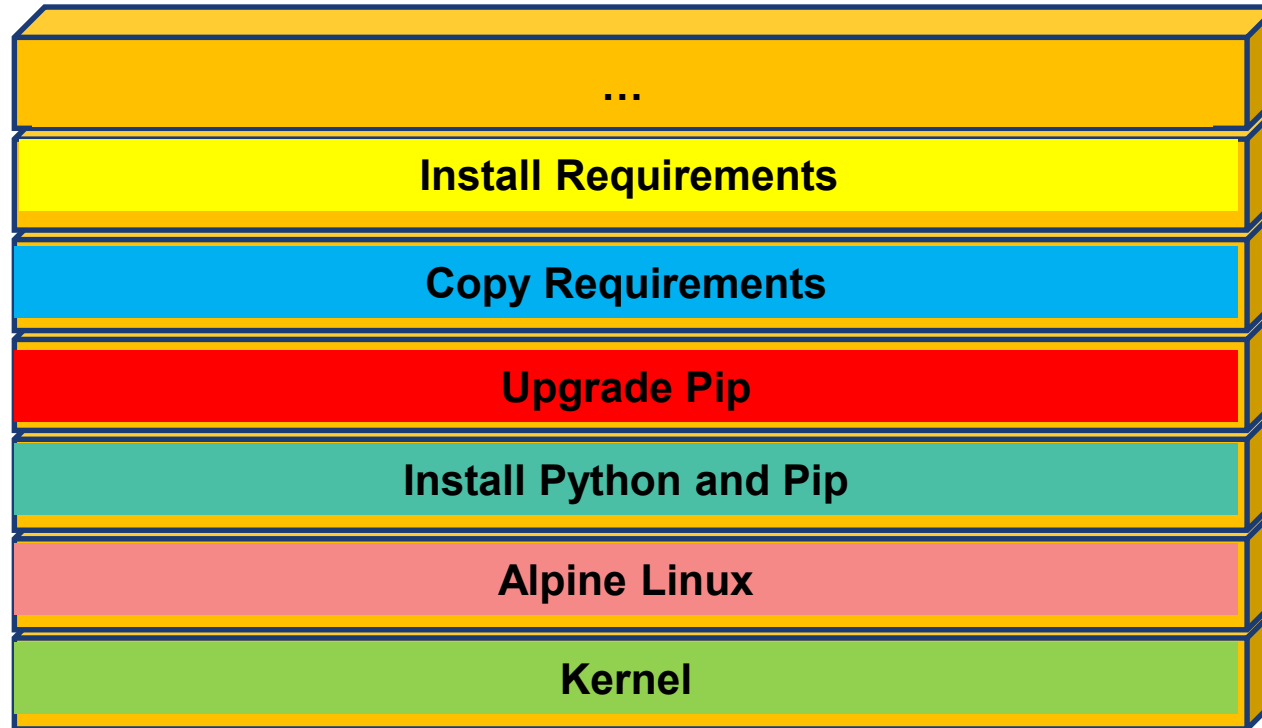 ...
Install Requirements
Copy Requirements
Upgrade Pip
Install Python and Pip
Alpine Linux
Kernel